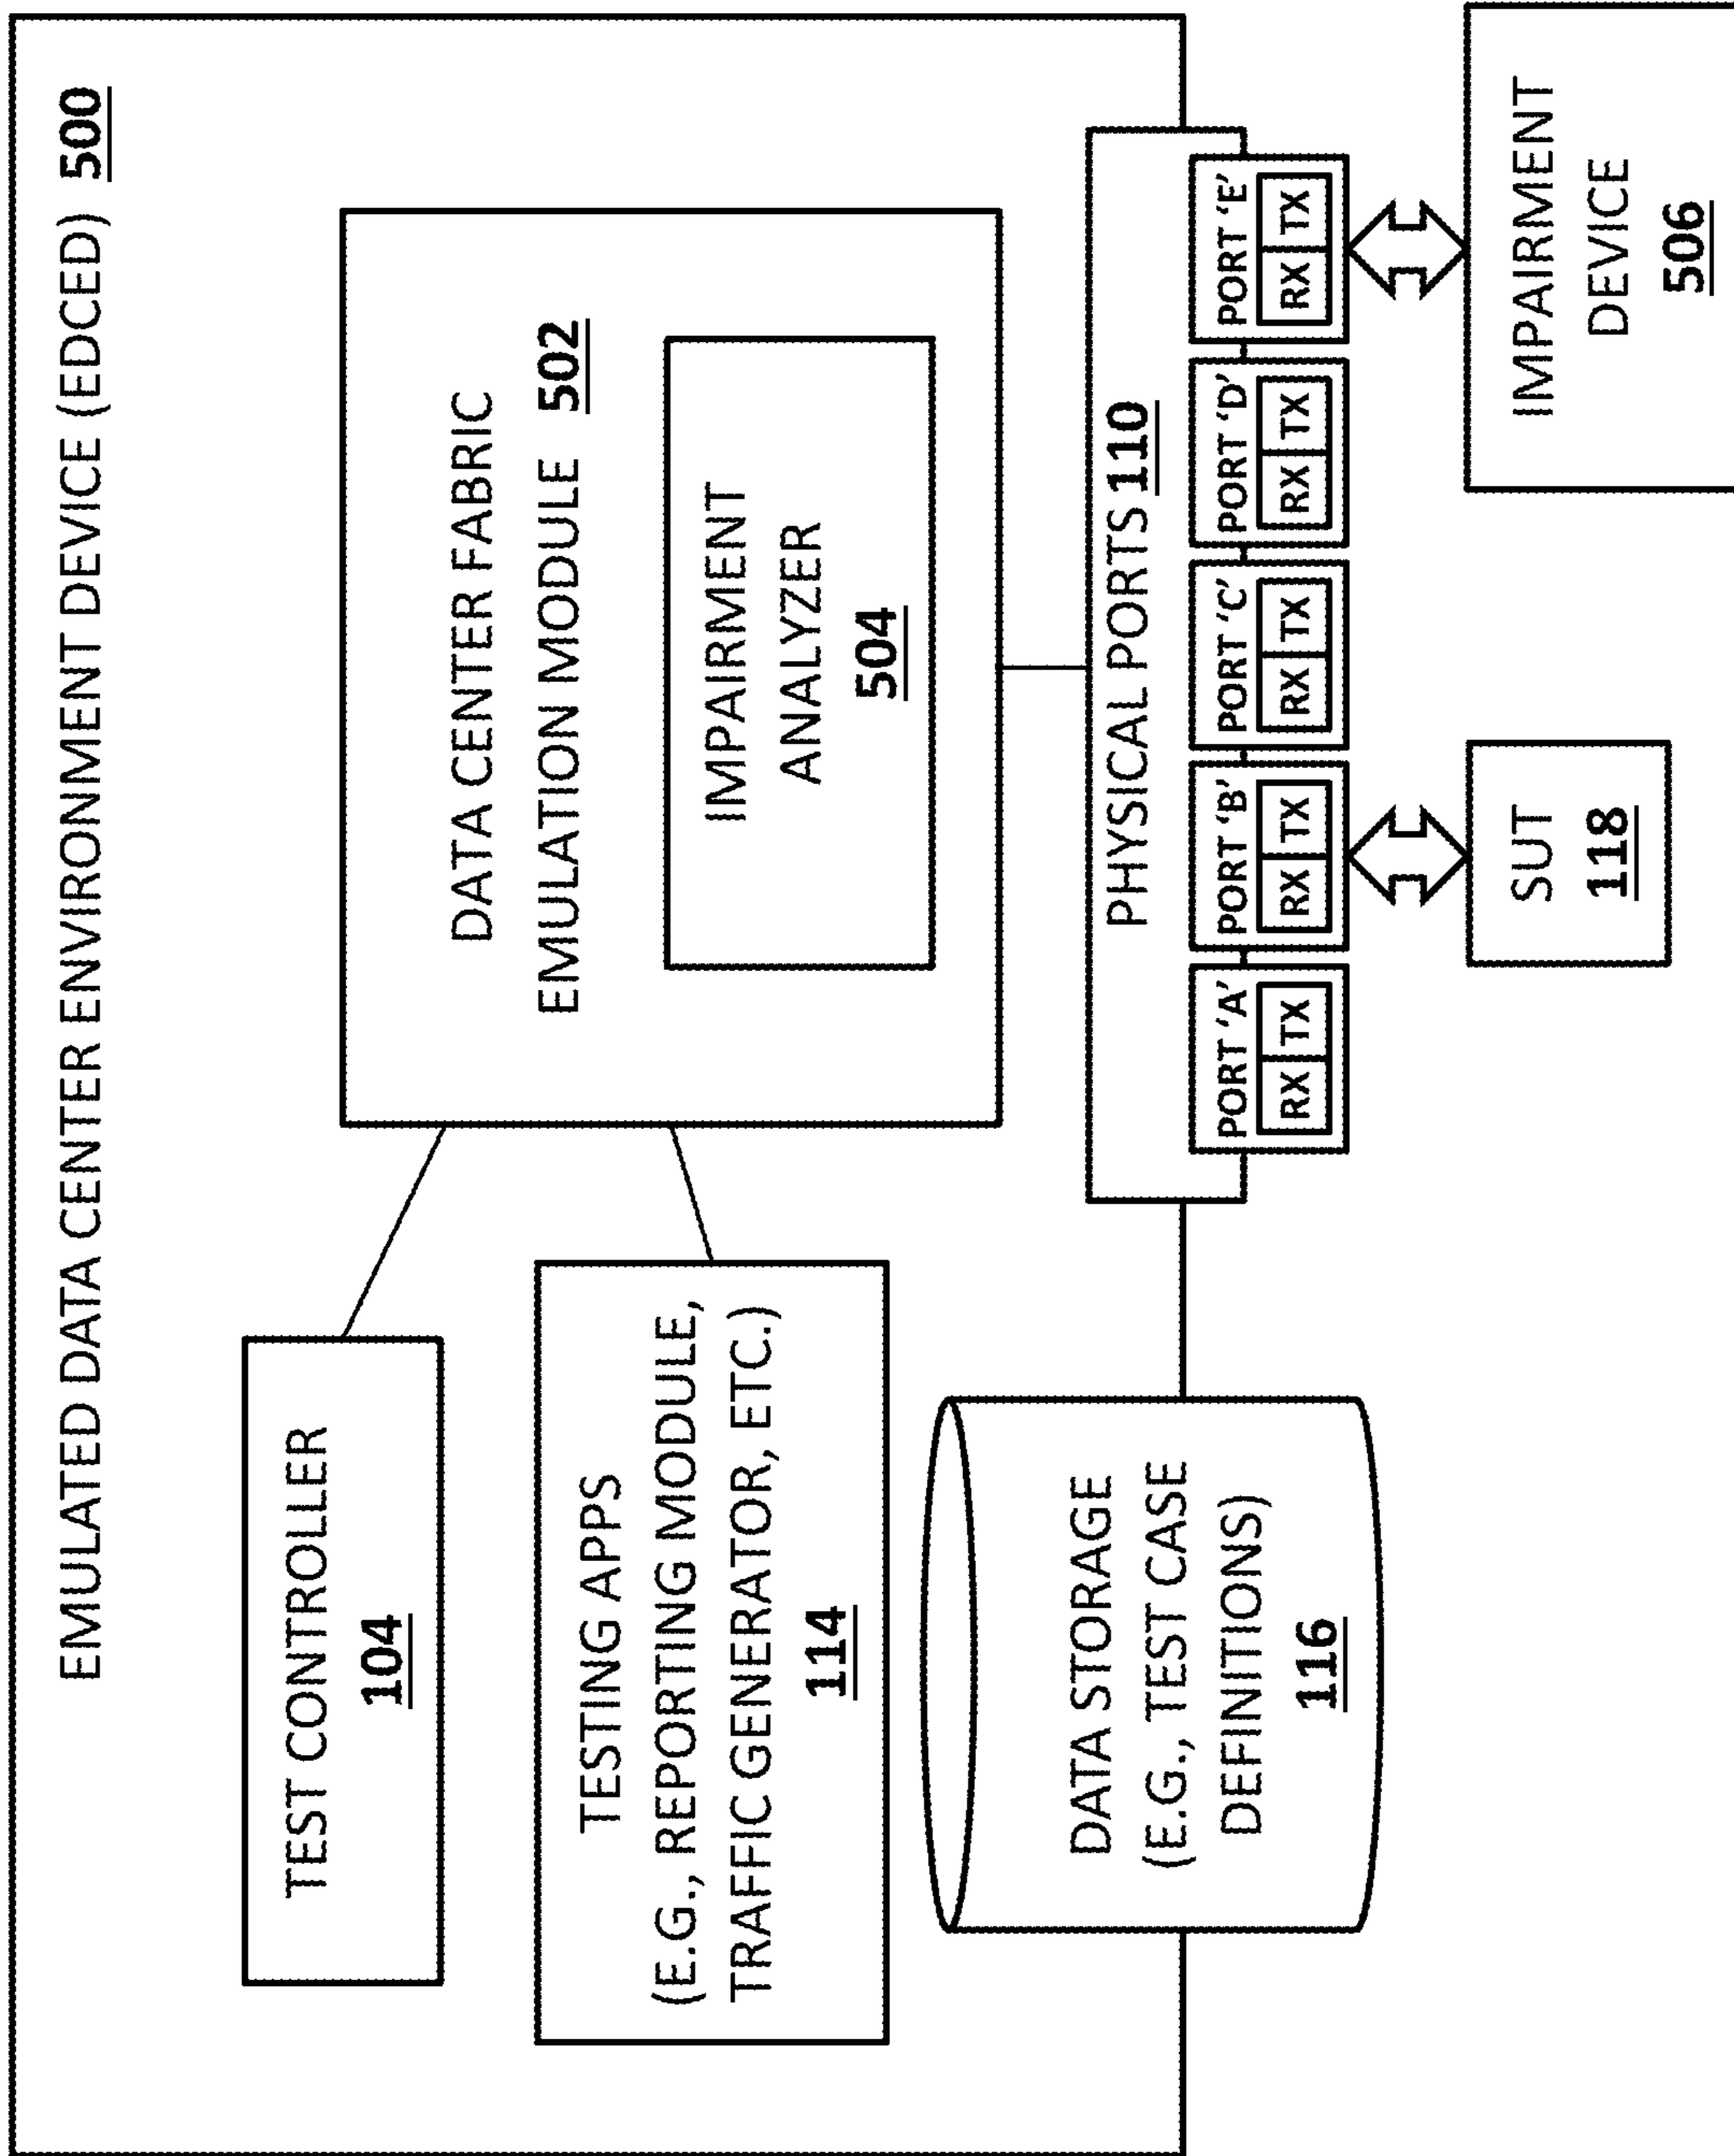 EMULATED DATA CENTER ENVIRONMENT DEVICE (EDCED) 500
TEST CONTROLLER
104
TESTING APPS
(E.G., REPORTING MODULE,
TRAFFIC GENERATOR, ETC.)
114
DATA CENTER FABRIC
EMULATION MODULE 502
IMPAIRMENT
ANALYZER
504
DATA STORAGE
(E.G., TEST CASE
DEFINITIONS)
116
PHYSICAL PORTS 110
PORT 'A'
RX TX
PORT 'B'
RX TX
PORT 'C'
RX TX
PORT 'D'
RX TX
PORT 'E'
RX TX
SUT
118
IMPAIRMENT
DEVICE
506